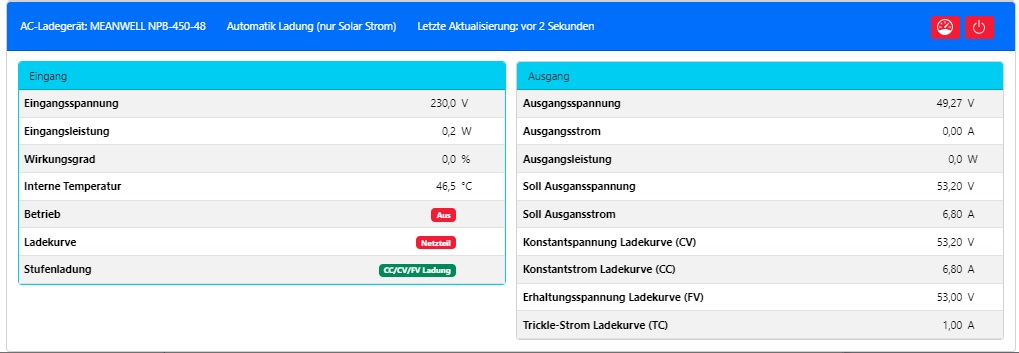 AC-Ladegerät: MEANWELL NPB-450-48 Automatik Ladung (nur Solar Strom) Letzte Aktualisierung: vor 2 Sekunden
Eingang
Eingangsspannung 230,0 V
Eingangsleistung 0,2 W
Wirkungsgrad 0,0 %
Interne Temperatur 46,5 °C
Betrieb Aus
Ladekurve Netzteil
Stufenladung CC/CV/FV Ladung
Ausgang
Ausgangsspannung 49,27 V
Ausgangsstrom 0,00 A
Ausgangsleistung 0,0 W
Soll Ausgansspannung 53,20 V
Soll Ausgansstrom 6,80 A
Konstantspannung Ladekurve (CV) 53,20 V
Konstantstrom Ladekurve (CC) 6,80 A
Erhaltungsspannung Ladekurve (FV) 53,00 V
Trickle-Strom Ladekurve (TC) 1,00 A